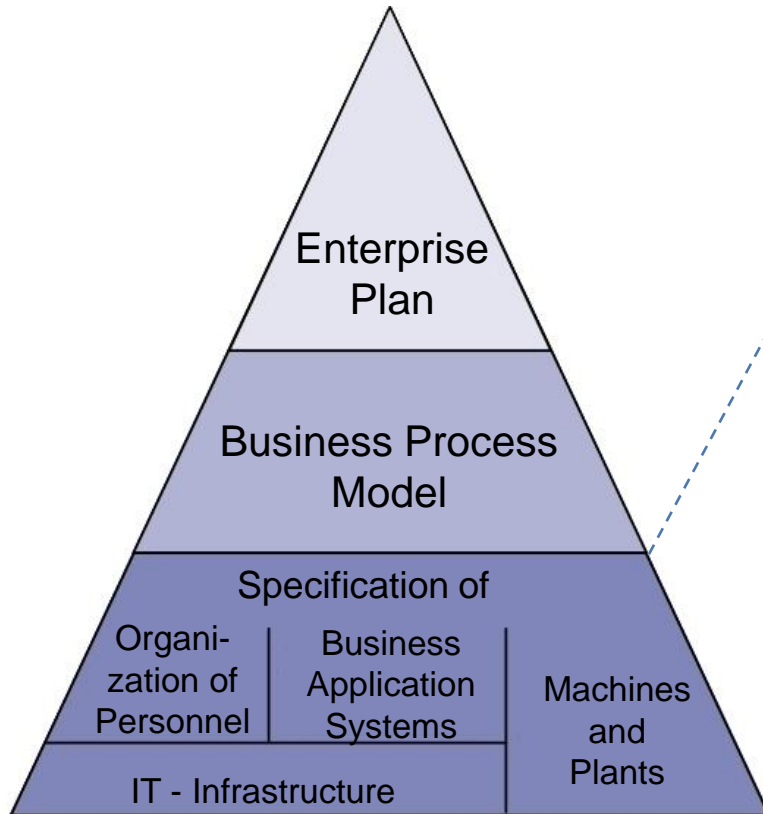 Enterprise
Plan
Business Process
Model
Specification of
Organi-
zation of
Personnel
Business
Application
Systems
Machines
and
Plants
IT - Infrastructure